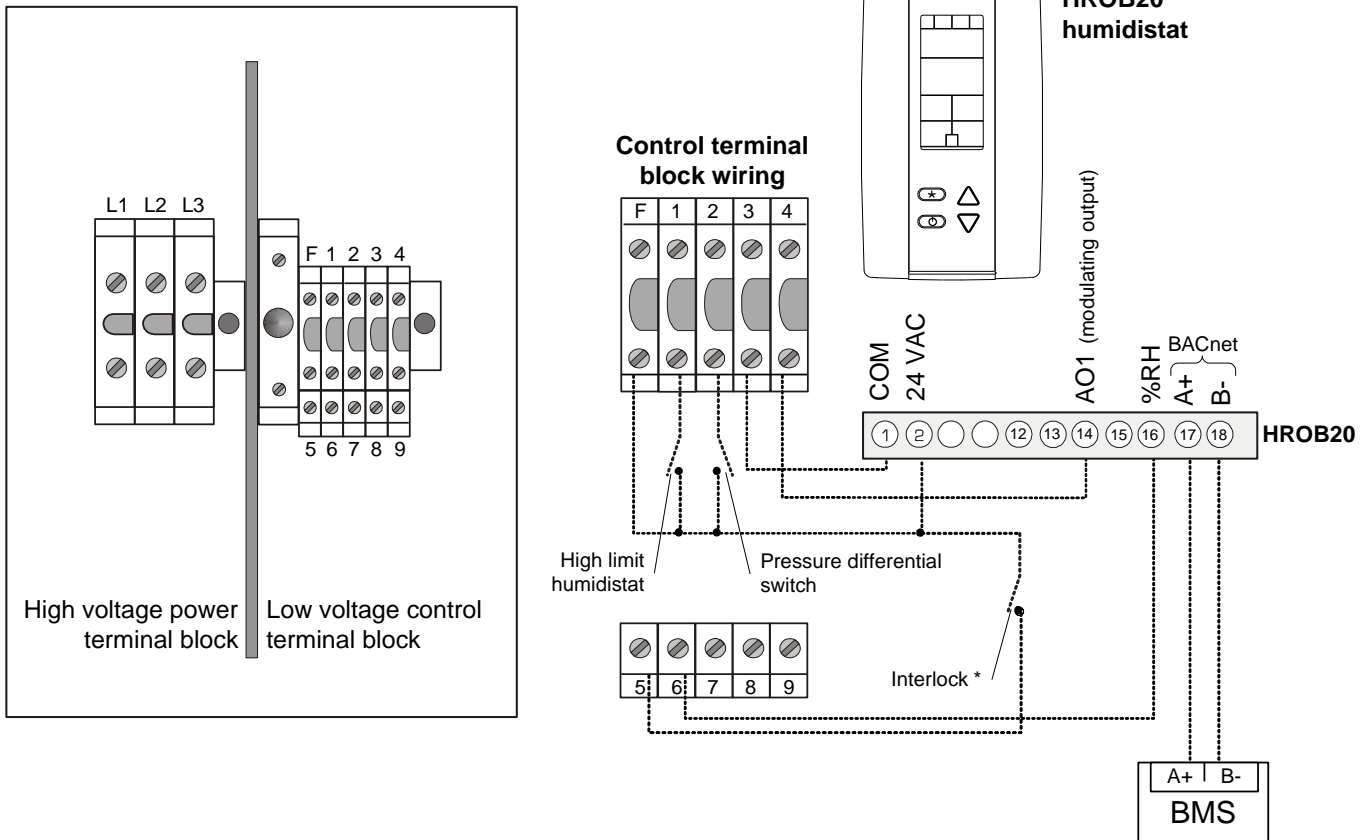 L1 L2 L3
F 1 2 3 4
5 6 7 8 9
High voltage power
terminal block
Low voltage control
terminal block
HROB20
humidistat
Control terminal
block wiring
F 1 2 3 4
COM
24 VAC
AO1 (modulating output)
%RH
BACnet
A+
B-
1 2 12 13 14 15 16 17 18
HROB20
High limit
humidistat
Pressure differential
switch
Interlock *
5 6 7 8 9
A+ B-
BMS